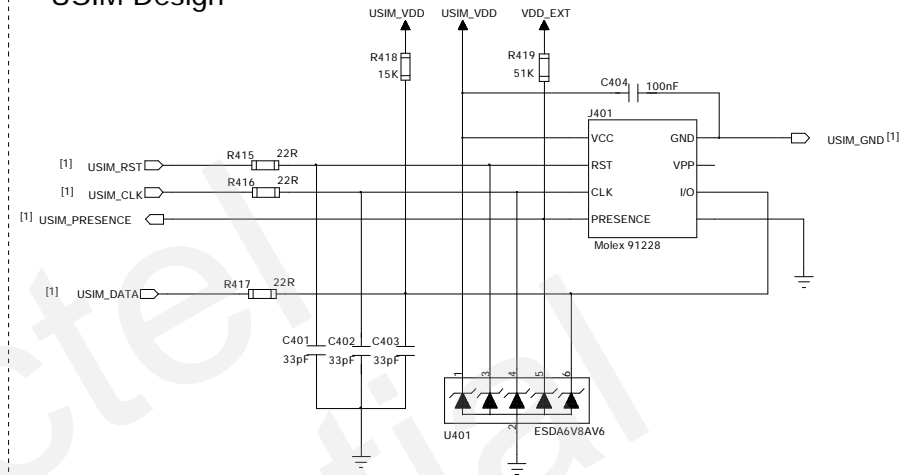 USIM Design
USIM_VDD USIM_VDD VDD_EXT
R418 15K
R419 51K
C404 100nF
J401
VCC GND
USIM_GND [1]
[1] USIM_RST R415 22R
RST VPP
[1] USIM_CLK R416 22R
CLK I/O
[1] USIM_PRESENCE
PRESENCE
Molex 91228
[1] USIM_DATA R417 22R
C401 C402 C403
33pF 33pF 33pF
1 3 4 5 6
2
U401 ESDA6V8AV6
ctel
tial